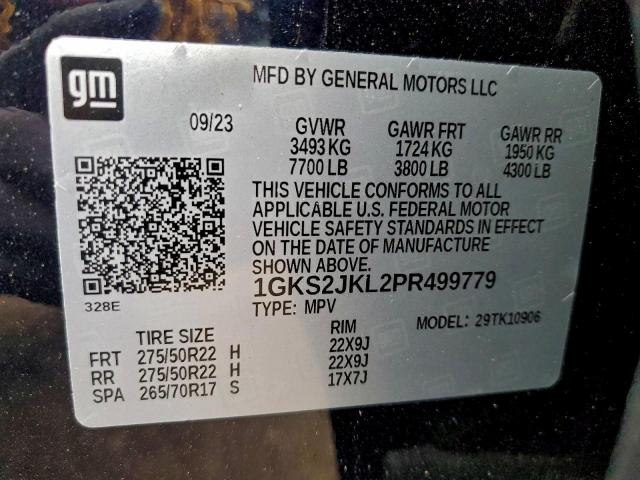 gm
MFD BY GENERAL MOTORS LLC
09/23 GVWR GAWR FRT GAWR RR
3493 KG 1724 KG 1950 KG
7700 LB 3800 LB 4300 LB
THIS VEHICLE CONFORMS TO ALL
APPLICABLE U.S. FEDERAL MOTOR
VEHICLE SAFETY STANDARDS IN EFFECT
ON THE DATE OF MANUFACTURE
SHOWN ABOVE.
1GKS2JKL2PR499779
328E
TYPE: MPV MODEL: 29TK10906
TIRE SIZE RIM
FRT 275/50R22 H 22X9J
RR 275/50R22 H 22X9J
SPA 265/70R17 S 17X7J